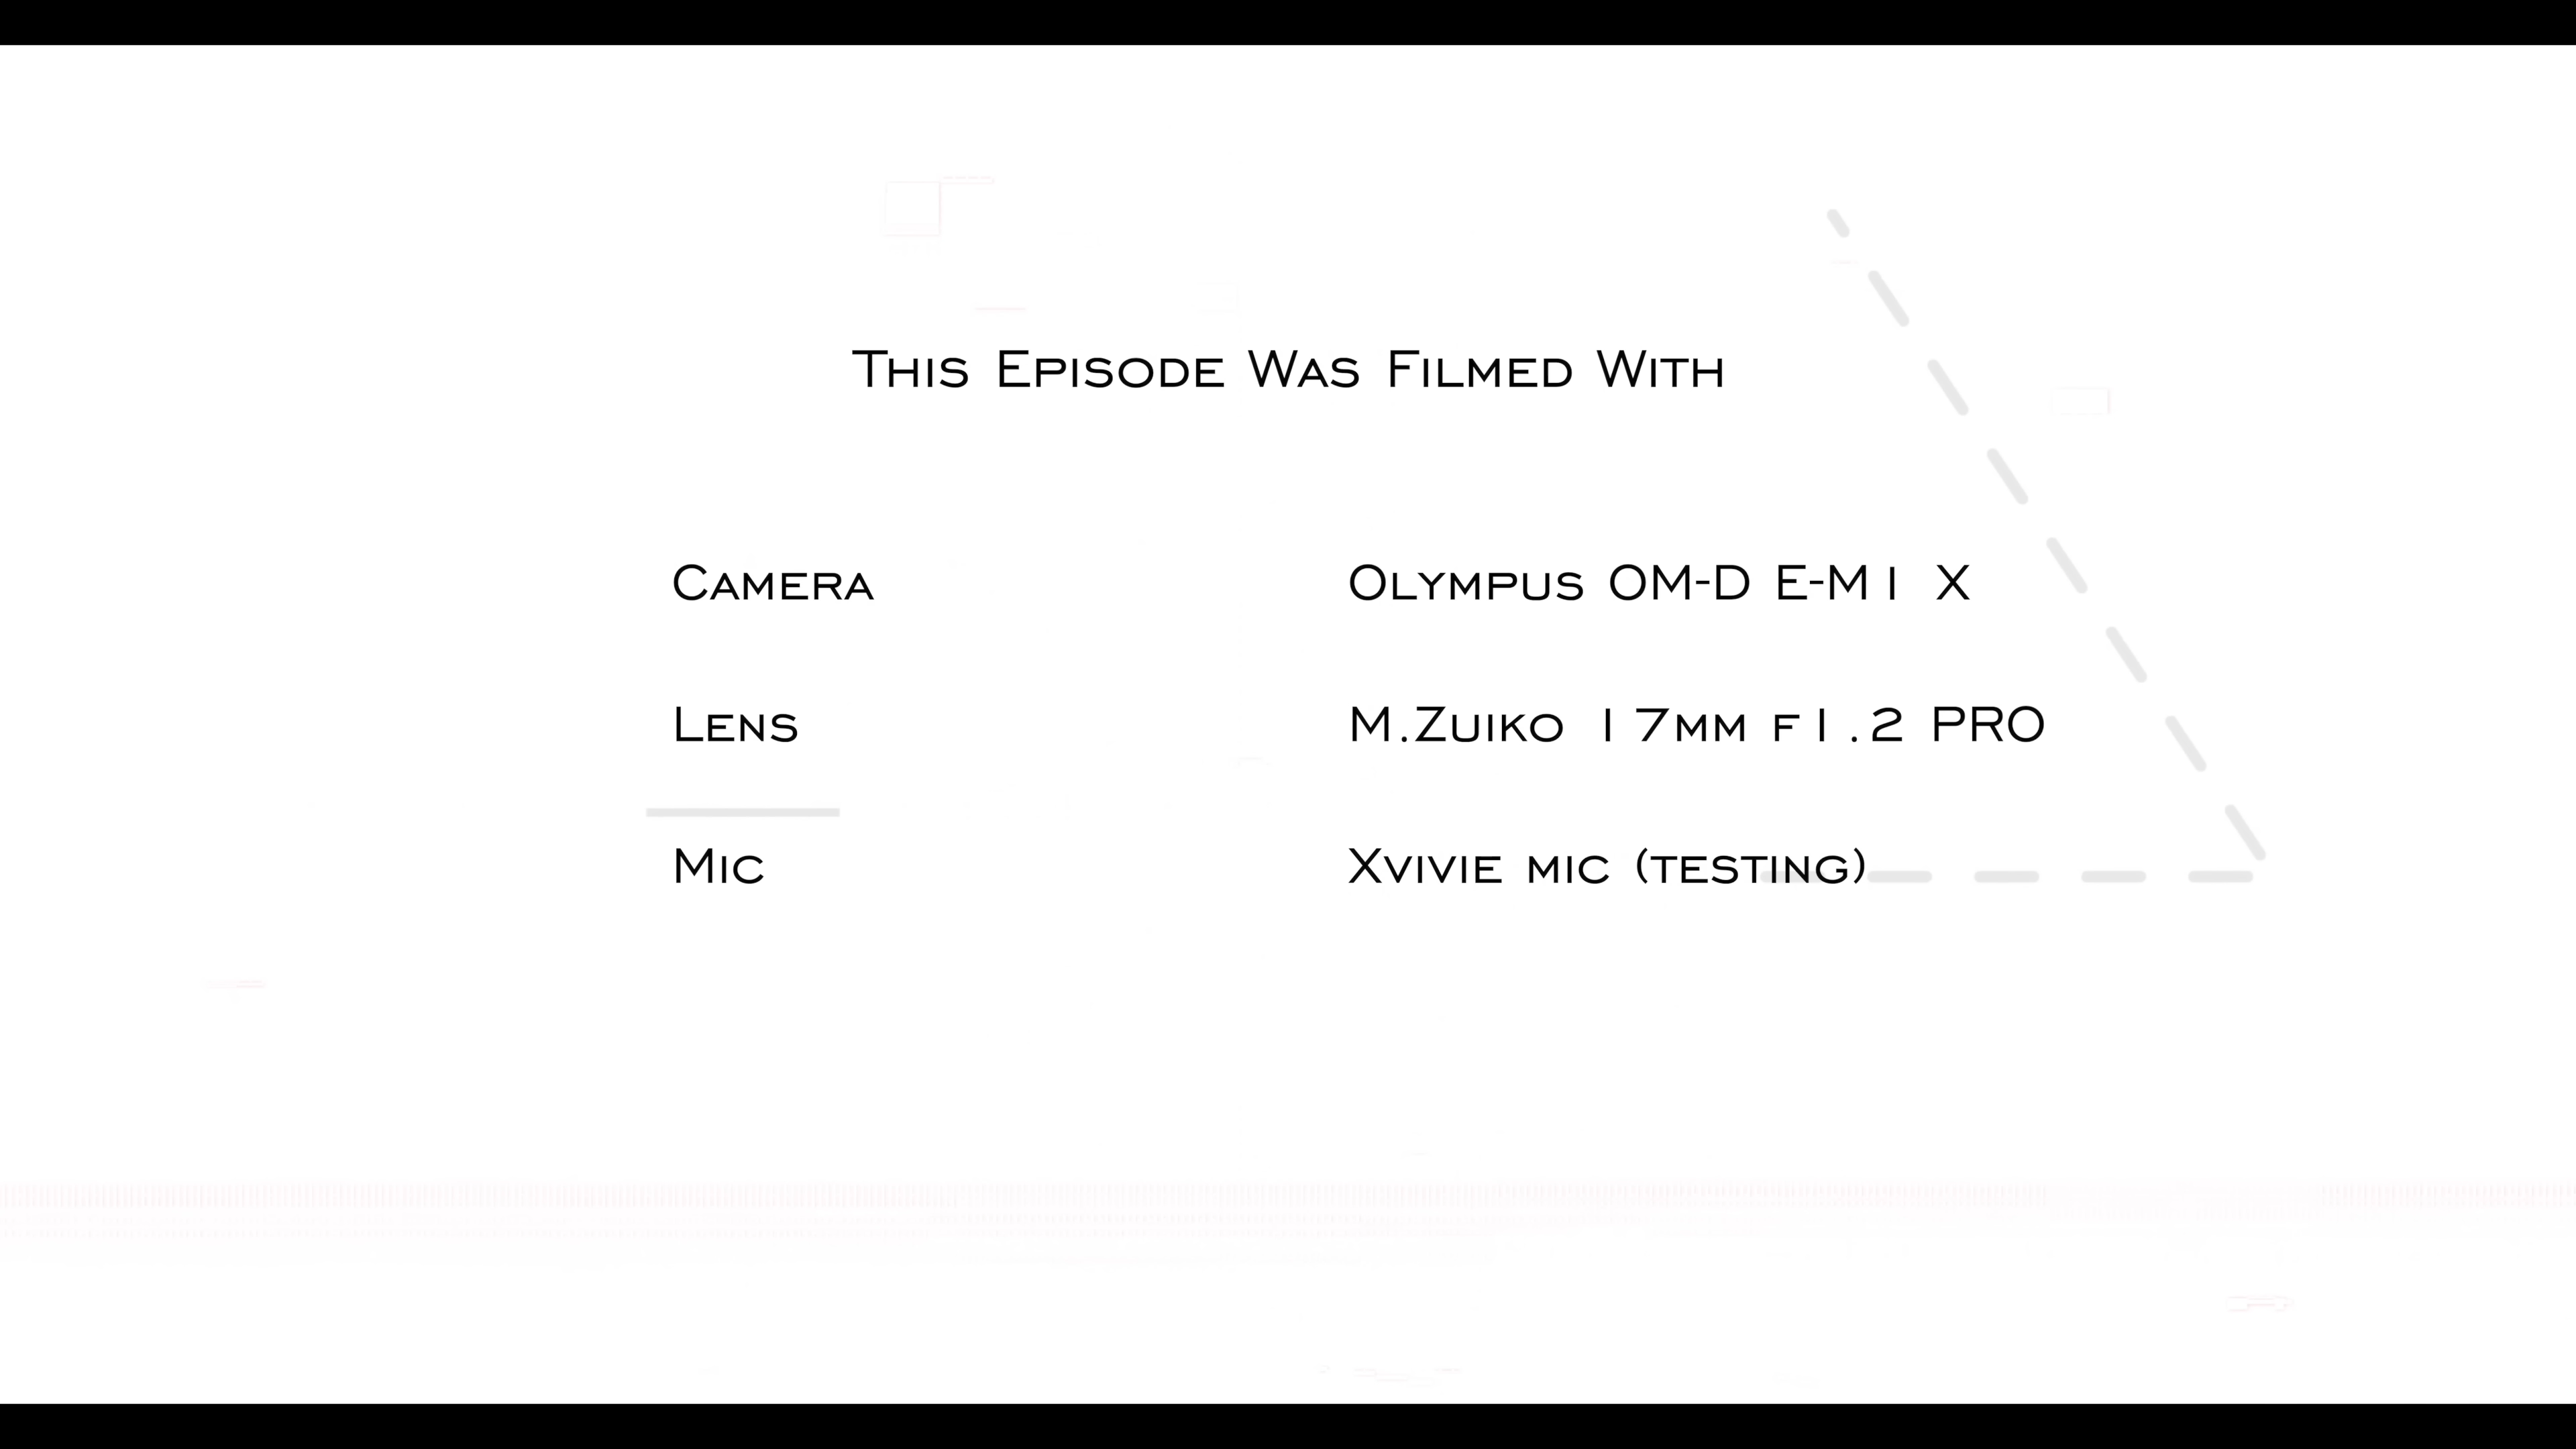 This Episode Was Filmed With
Camera Olympus OM-D E-M1 X
Lens M.Zuiko 17mm f1.2 PRO
Mic Xvivie mic (testing)